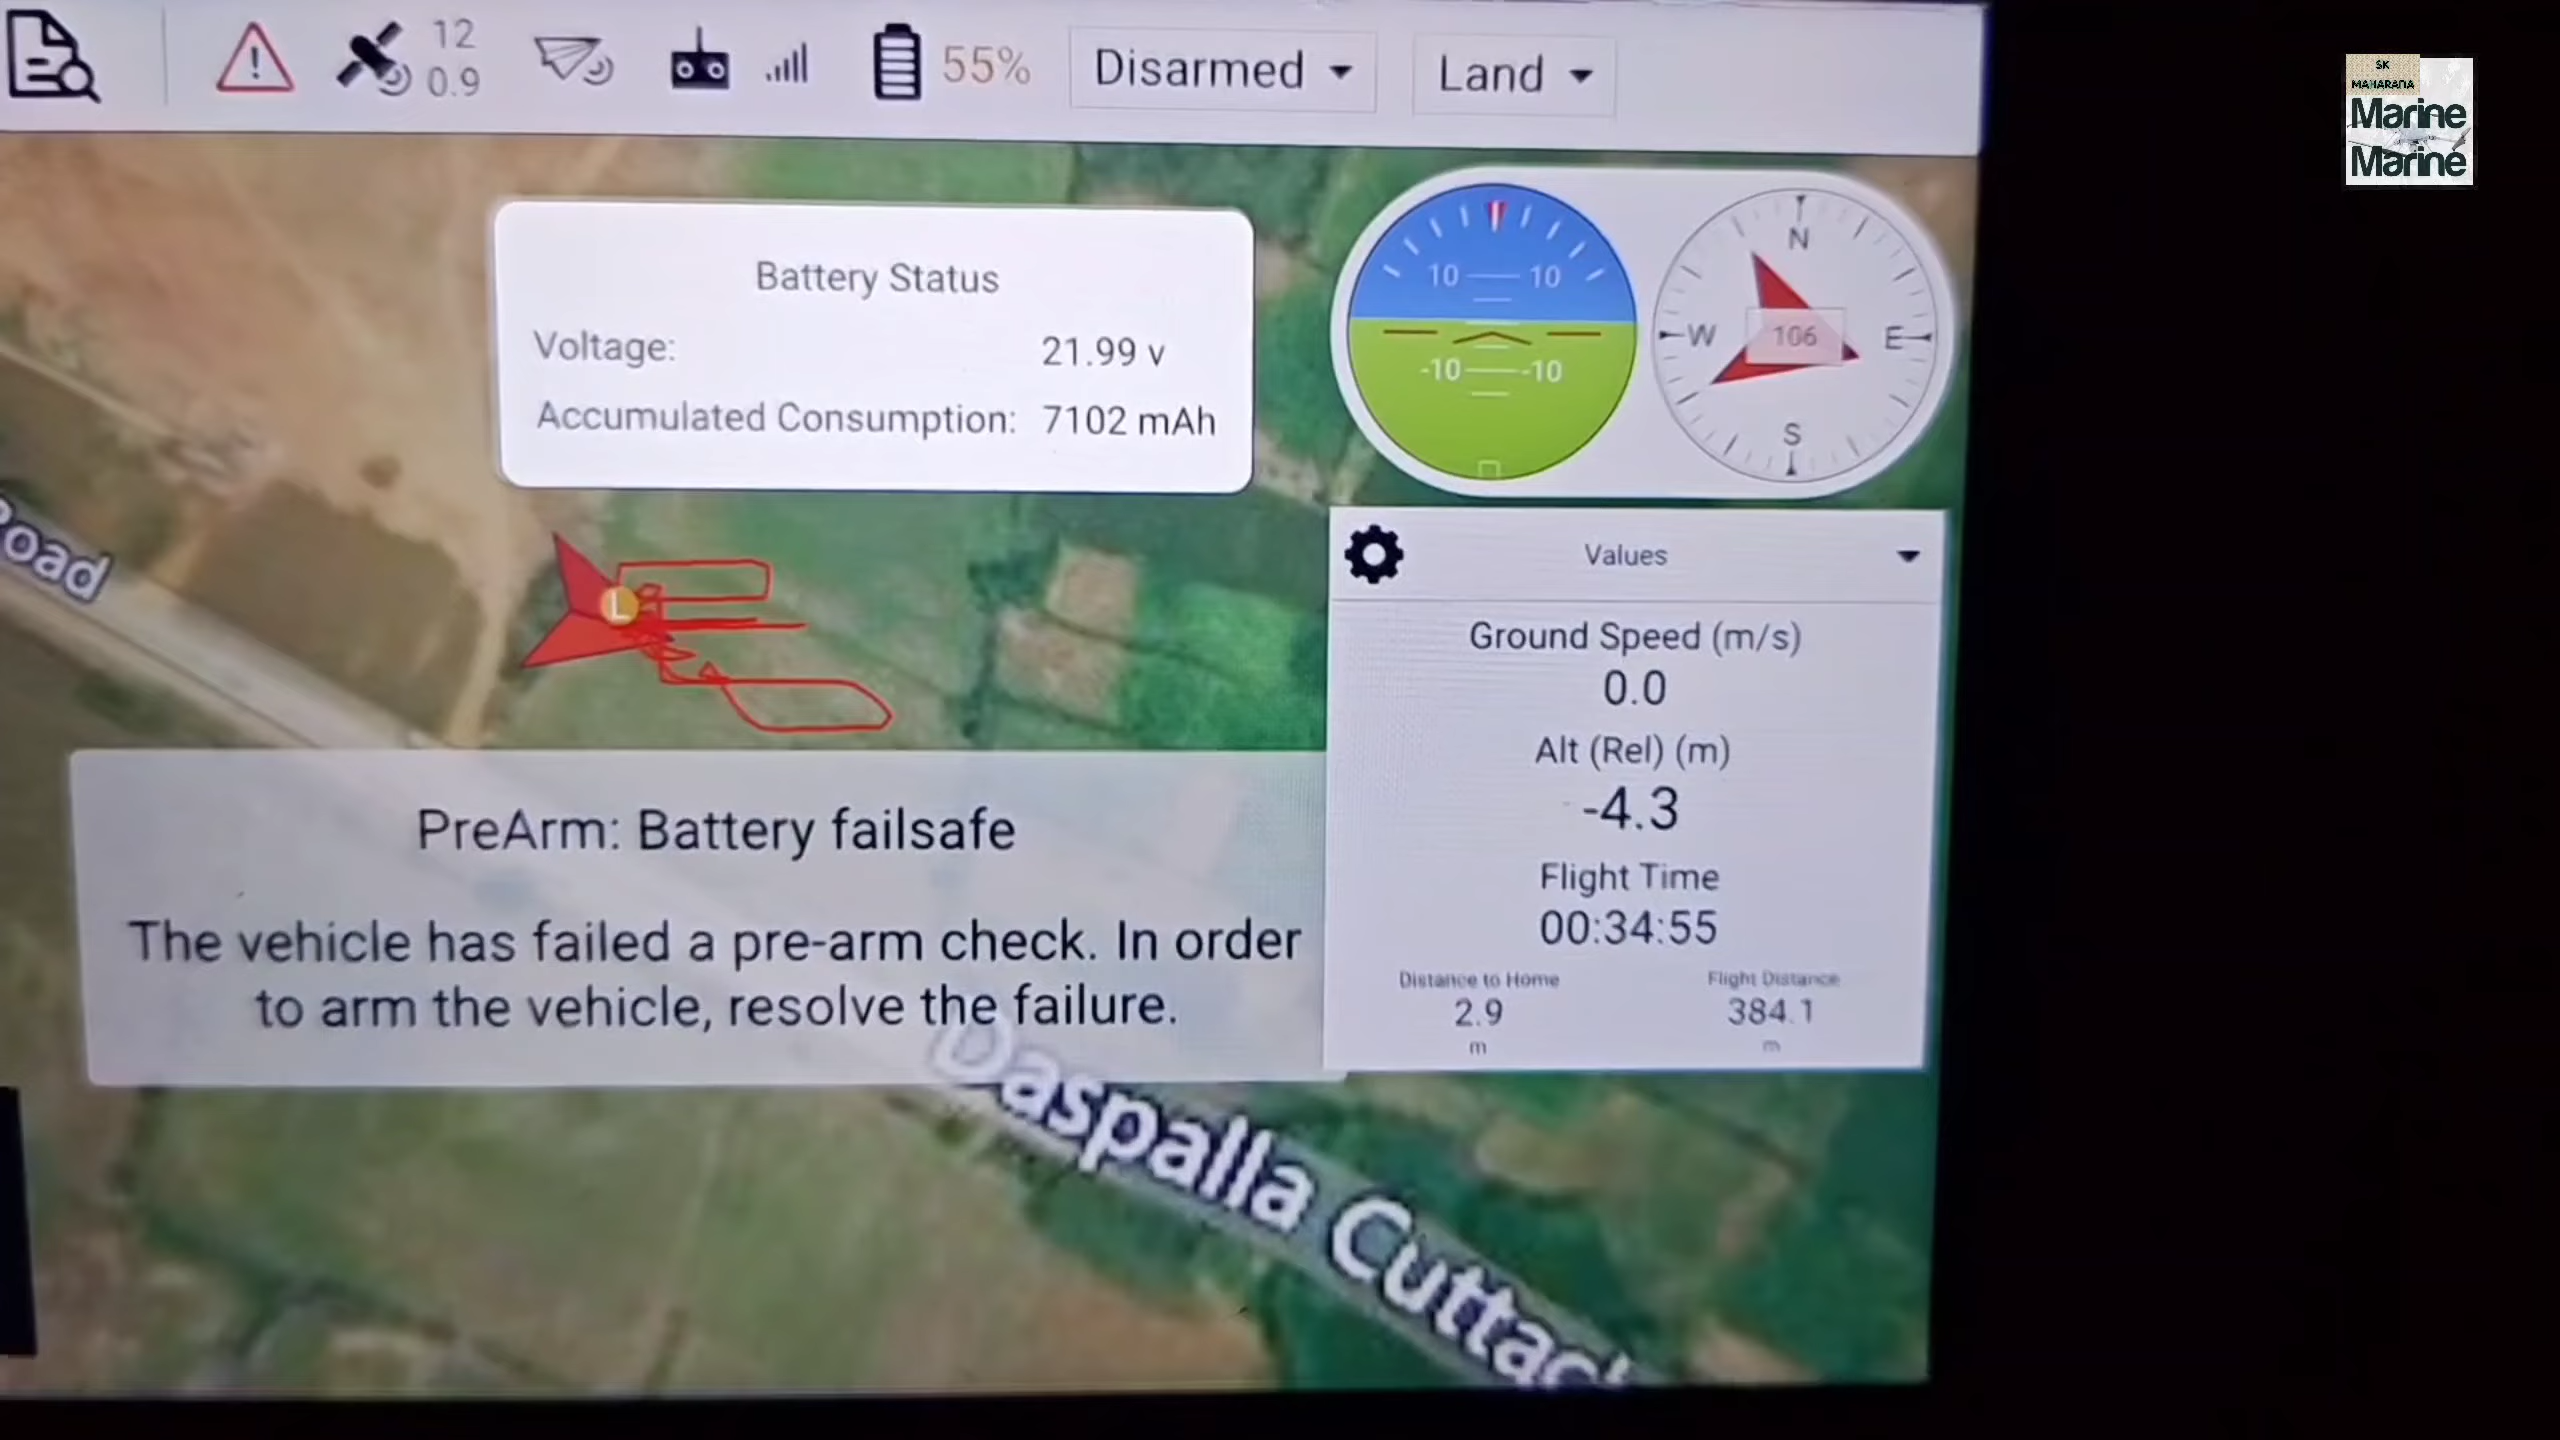 12
0.9
55%
Disarmed
Land
SK
MAHARANA
Marine
Marine
Battery Status
Voltage: 21.99 v
Accumulated Consumption: 7102 mAh
10 10
-10 -10
N
W
E
S
106
Road
L
Values
Ground Speed (m/s)
0.0
Alt (Rel) (m)
-4.3
Flight Time
00:34:55
Distance to Home Flight Distance
2.9 384.1
m m
PreArm: Battery failsafe
The vehicle has failed a pre-arm check. In order
to arm the vehicle, resolve the failure.
Daspalla Cuttac